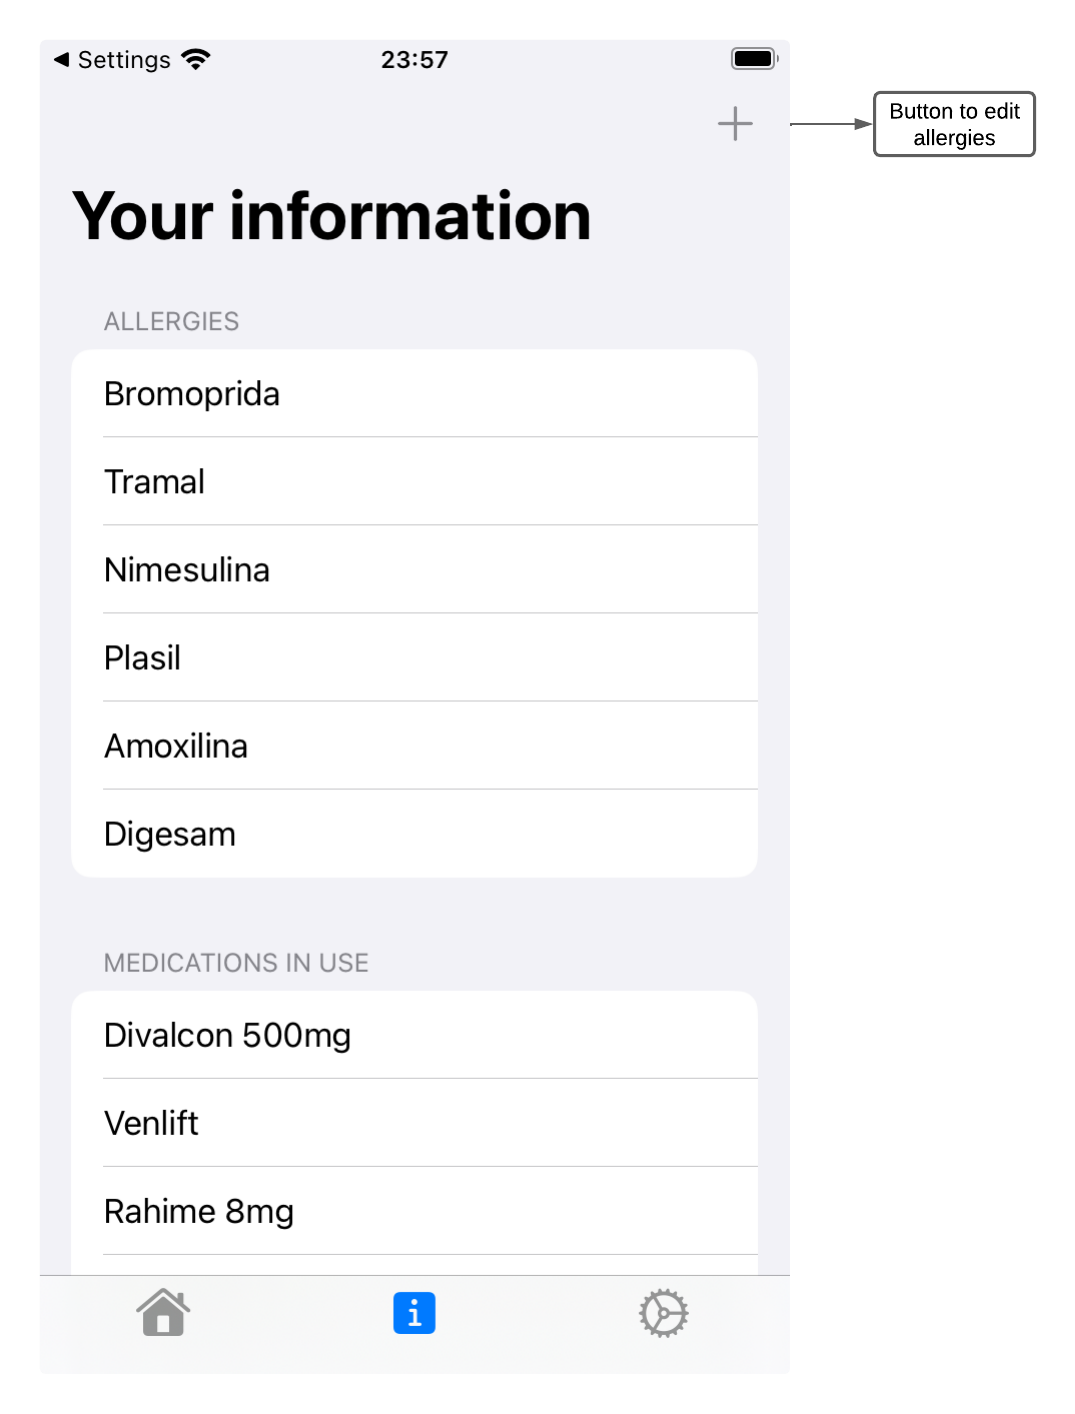 Settings 23:57
Button to edit
allergies
Your information
ALLERGIES
Bromoprida
Tramal
Nimesulina
Plasil
Amoxilina
Digesam
MEDICATIONS IN USE
Divalcon 500mg
Venlift
Rahime 8mg